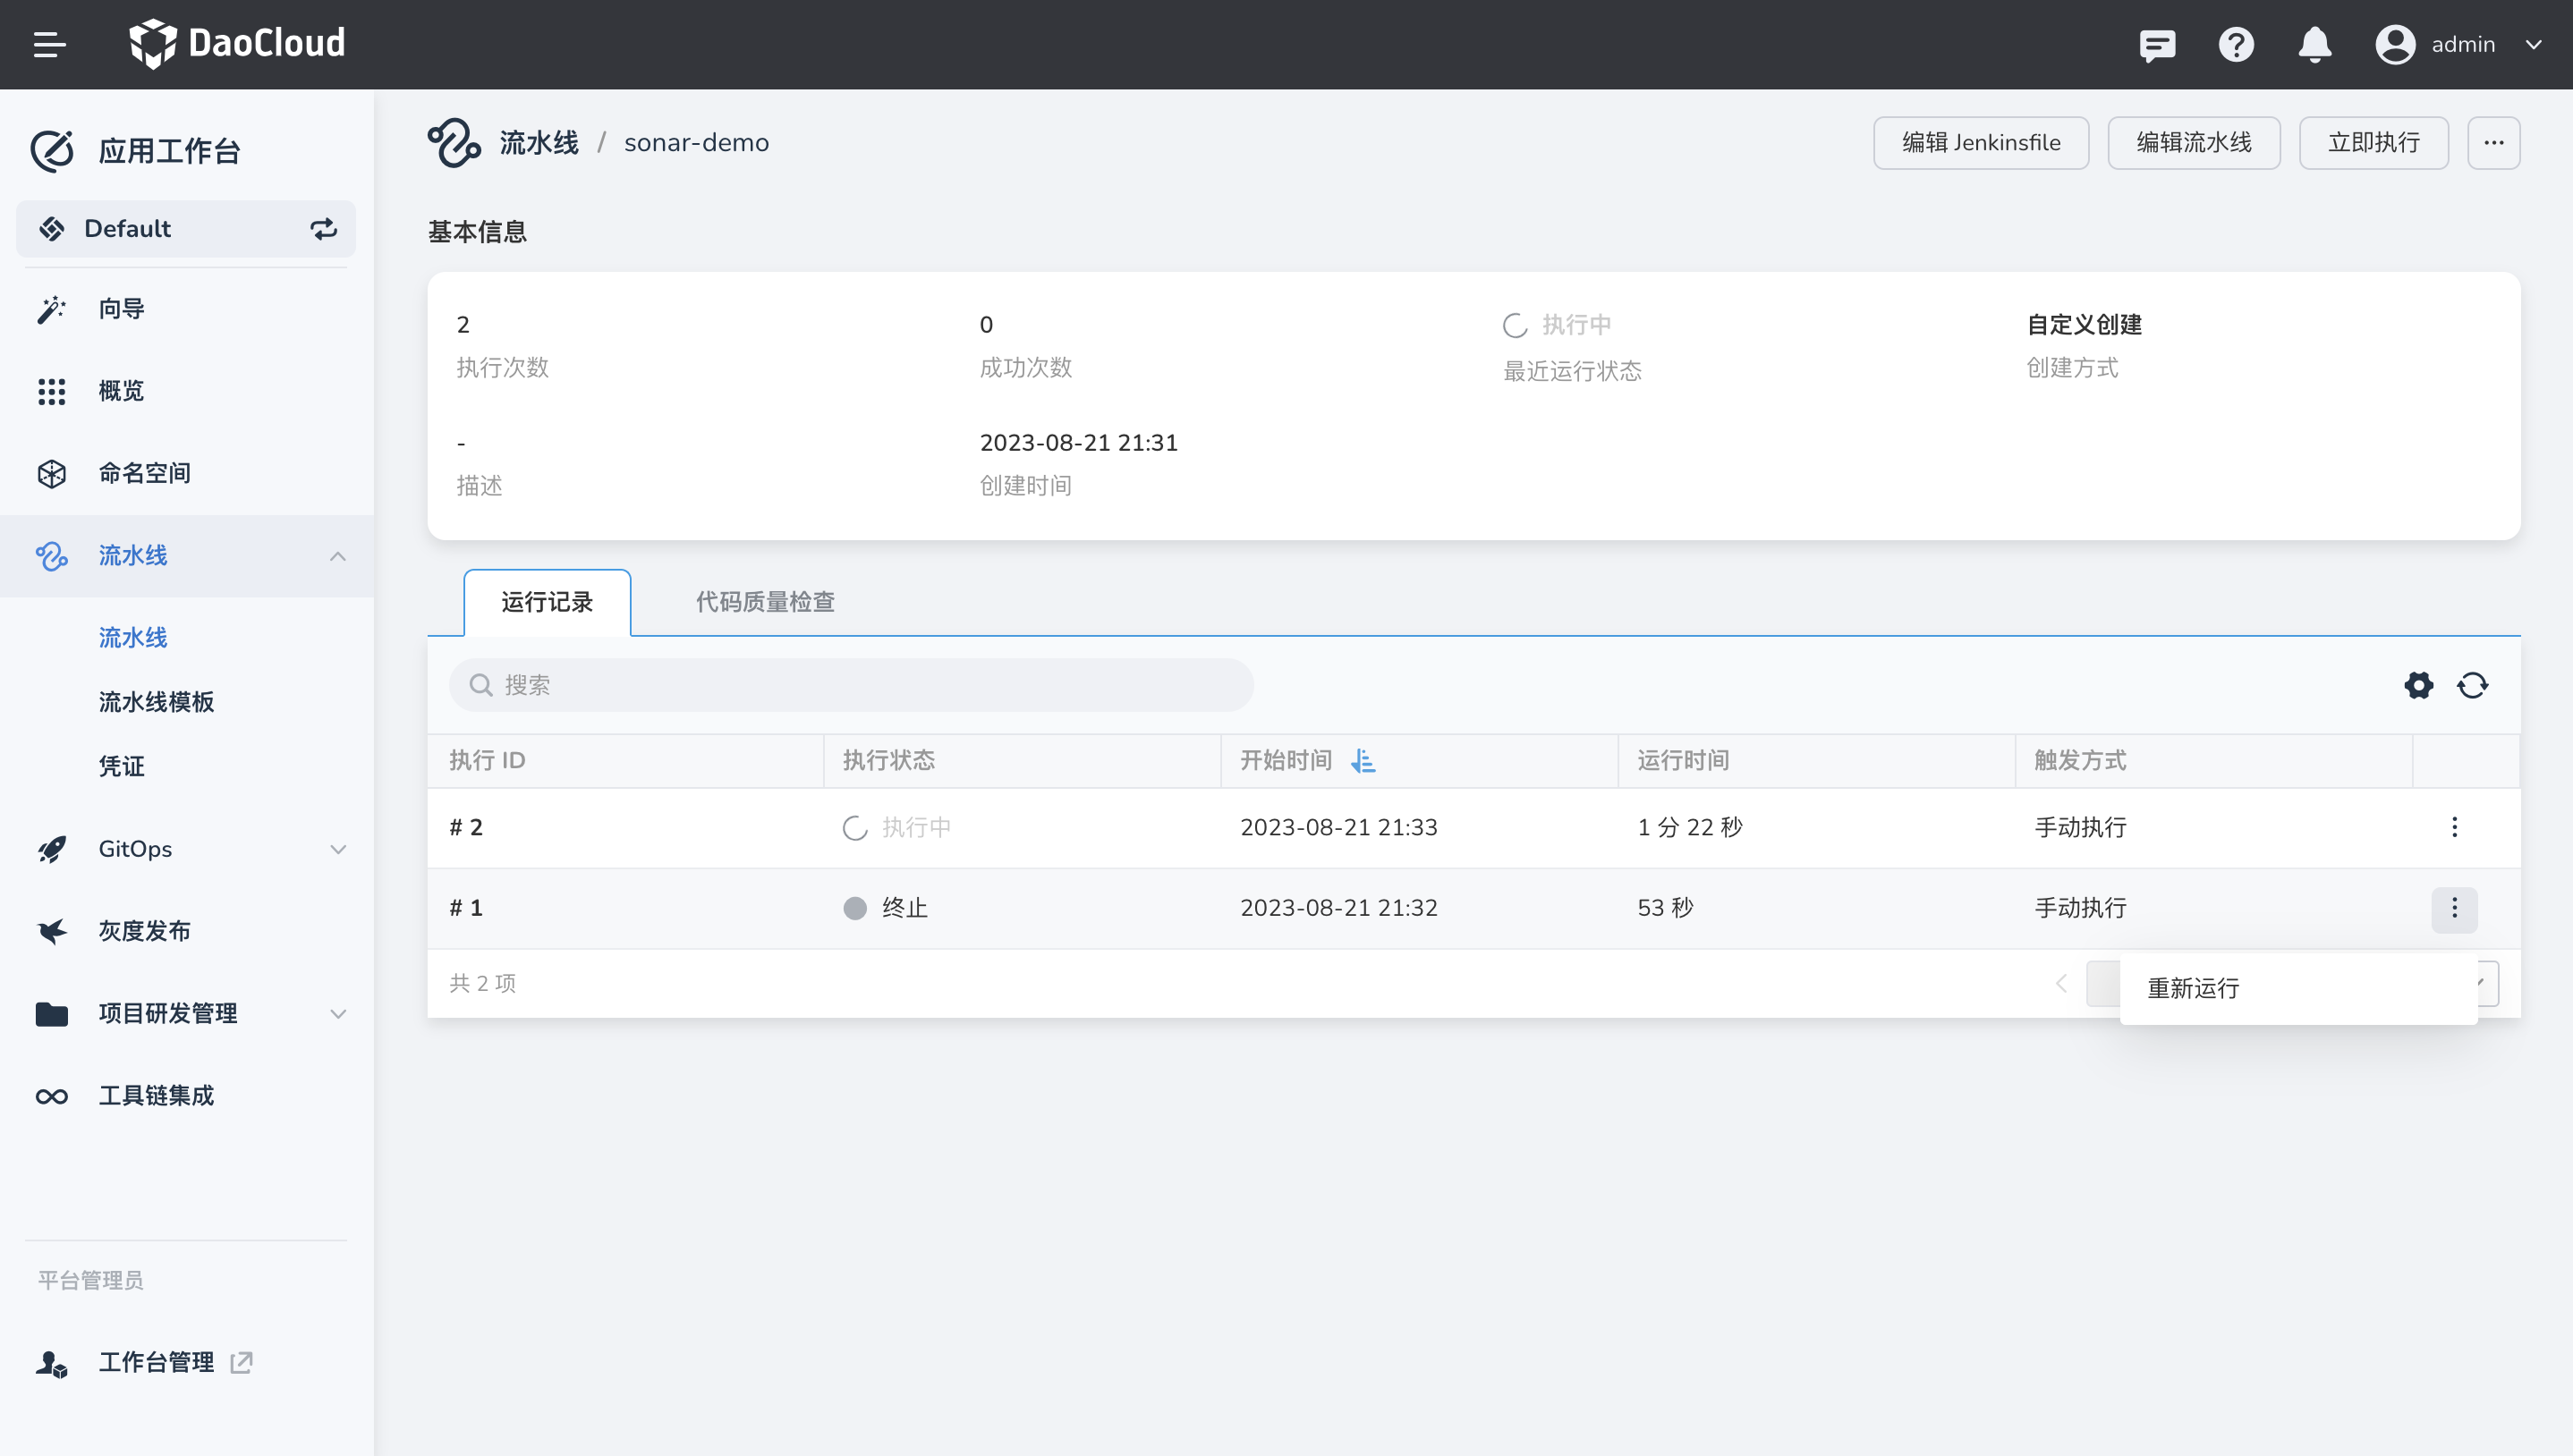 DaoCloud
admin
应用工作台
Default
向导
概览
命名空间
流水线
流水线
流水线模板
凭证
GitOps
灰度发布
项目研发管理
工具链集成
平台管理员
工作台管理
流水线 / sonar-demo
编辑 Jenkinsfile
编辑流水线
立即执行
基本信息
2
执行次数
0
成功次数
执行中
最近运行状态
自定义创建
创建方式
-
描述
2023-08-21 21:31
创建时间
运行记录
代码质量检查
搜索
执行 ID 执行状态 开始时间 运行时间 触发方式
# 2 执行中 2023-08-21 21:33 1 分 22 秒 手动执行
# 1 终止 2023-08-21 21:32 53 秒 手动执行
共 2 项
重新运行